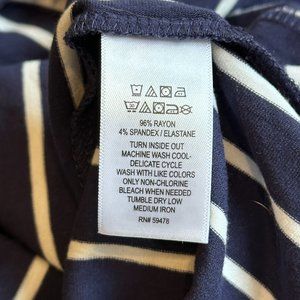 96% RAYON
4% SPANDEX / ELASTANE
TURN INSIDE OUT
MACHINE WASH COOL-
DELICATE CYCLE
WASH WITH LIKE COLORS
ONLY NON-CHLORINE
BLEACH WHEN NEEDED
TUMBLE DRY LOW
MEDIUM IRON
RN# 59478